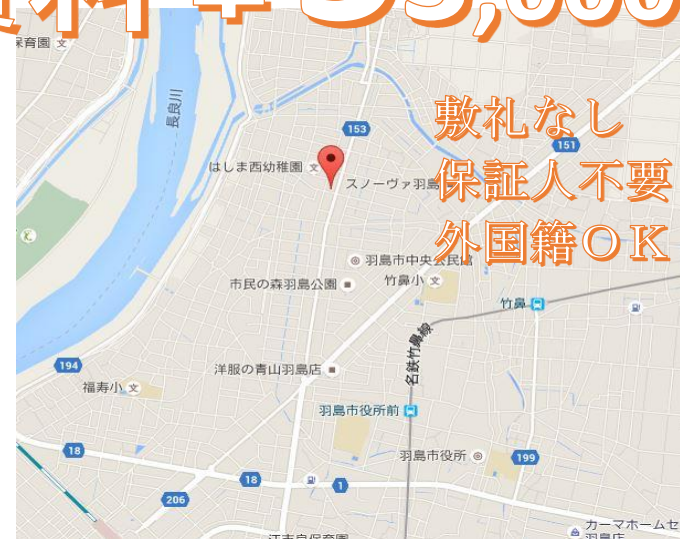 料 ¥
,000
保育園
長良川
153
敷礼なし
151
はしま西幼稚園
保証人不要
スノーヴァ羽島
外国籍OK
羽島市中央公民館
市民の森羽島公園
竹鼻小
竹鼻
名鉄竹鼻線
194
洋服の青山羽島店
福寿小
羽島市役所前
18
羽島市役所
199
18
1
206
カーマホームセ
羽島店